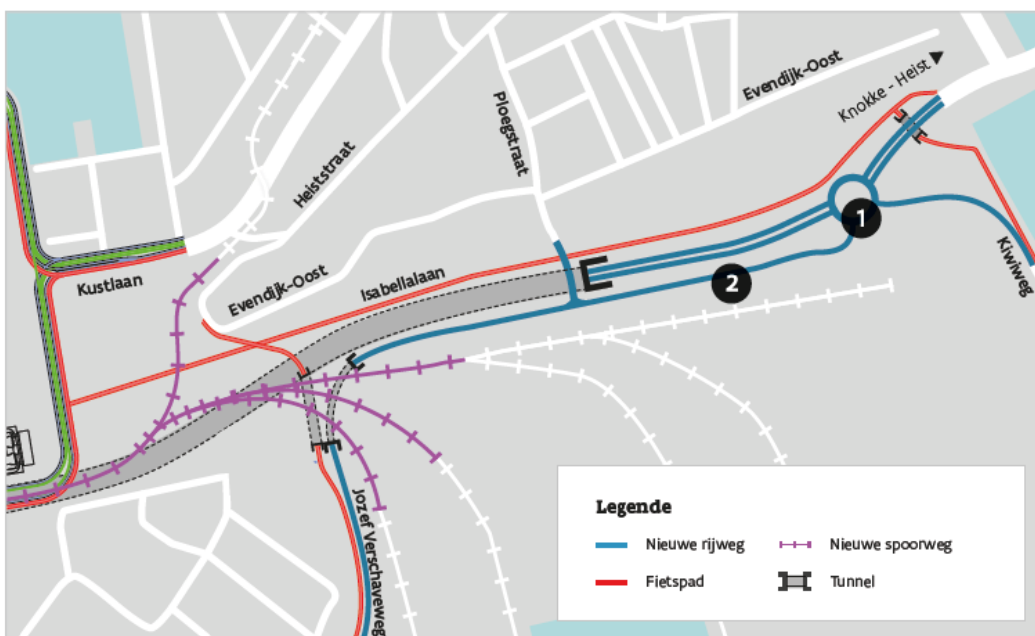 Evendijk-Oost
Knokke - Heist
Ploegstraat
Heiststraat
1
Kustlaan
Evendijk-Oost
Isabellalaan
2
Kiwiweg
Jozef Verschaveweg
Legende
Nieuwe rijweg
Nieuwe spoorweg
Fietspad
Tunnel